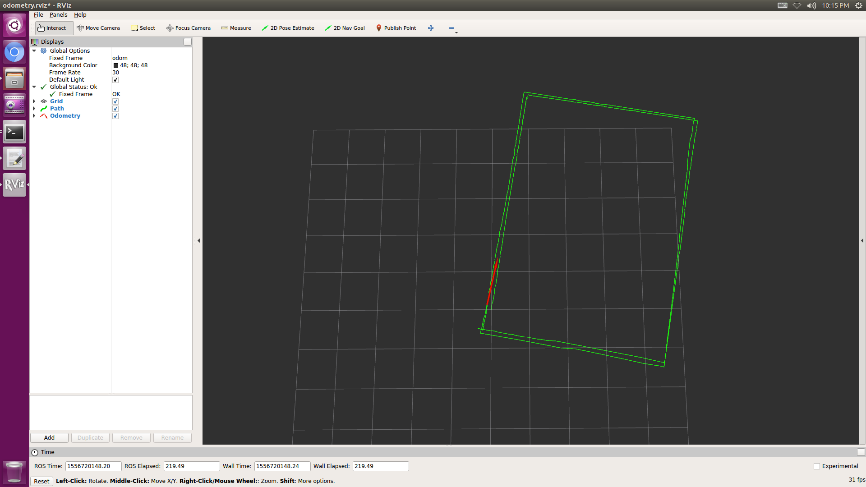 odometry.rviz* - RViz
10:15 PM
File Panels Help
Interact Move Camera Select Focus Camera Measure 2D Pose Estimate 2D Nav Goal Publish Point
Displays
Global Options
Fixed Frame odom
Background Color 48; 48; 48
Frame Rate 30
Default Light
Global Status: Ok
Fixed Frame OK
Grid
Path
Odometry
RViz
Add Duplicate Remove Rename
Time
ROS Time: 1556720148.20 ROS Elapsed: 219.49 Wall Time: 1556720148.24 Wall Elapsed: 219.49 Experimental
Reset Left-Click: Rotate. Middle-Click: Move X/Y. Right-Click/Mouse Wheel:: Zoom. Shift: More options. 31 fps